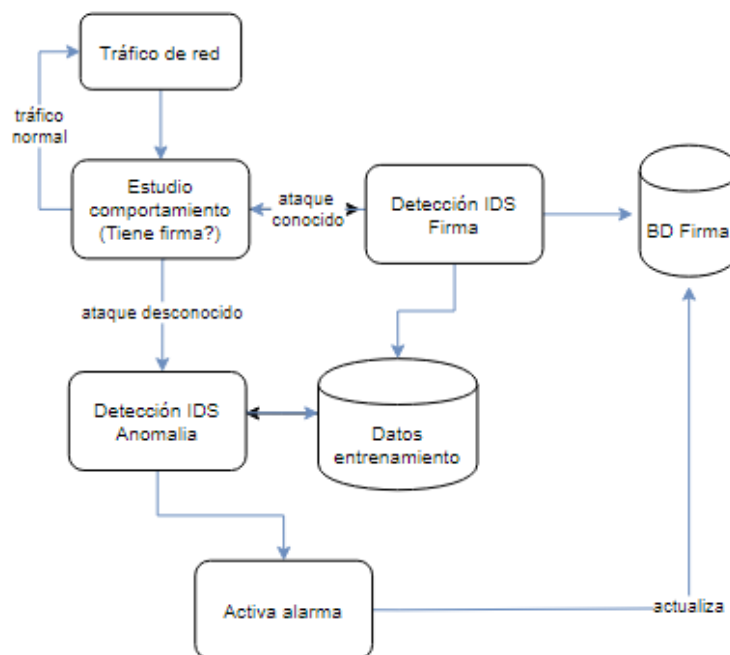 Tráfico de red
tráfico
normal
Estudio
comportamiento
(Tiene firma?)
ataque
conocido
Detección IDS
Firma
BD Firma
ataque desconocido
Detección IDS
Anomalia
Datos
entrenamiento
Activa alarma
actualiza